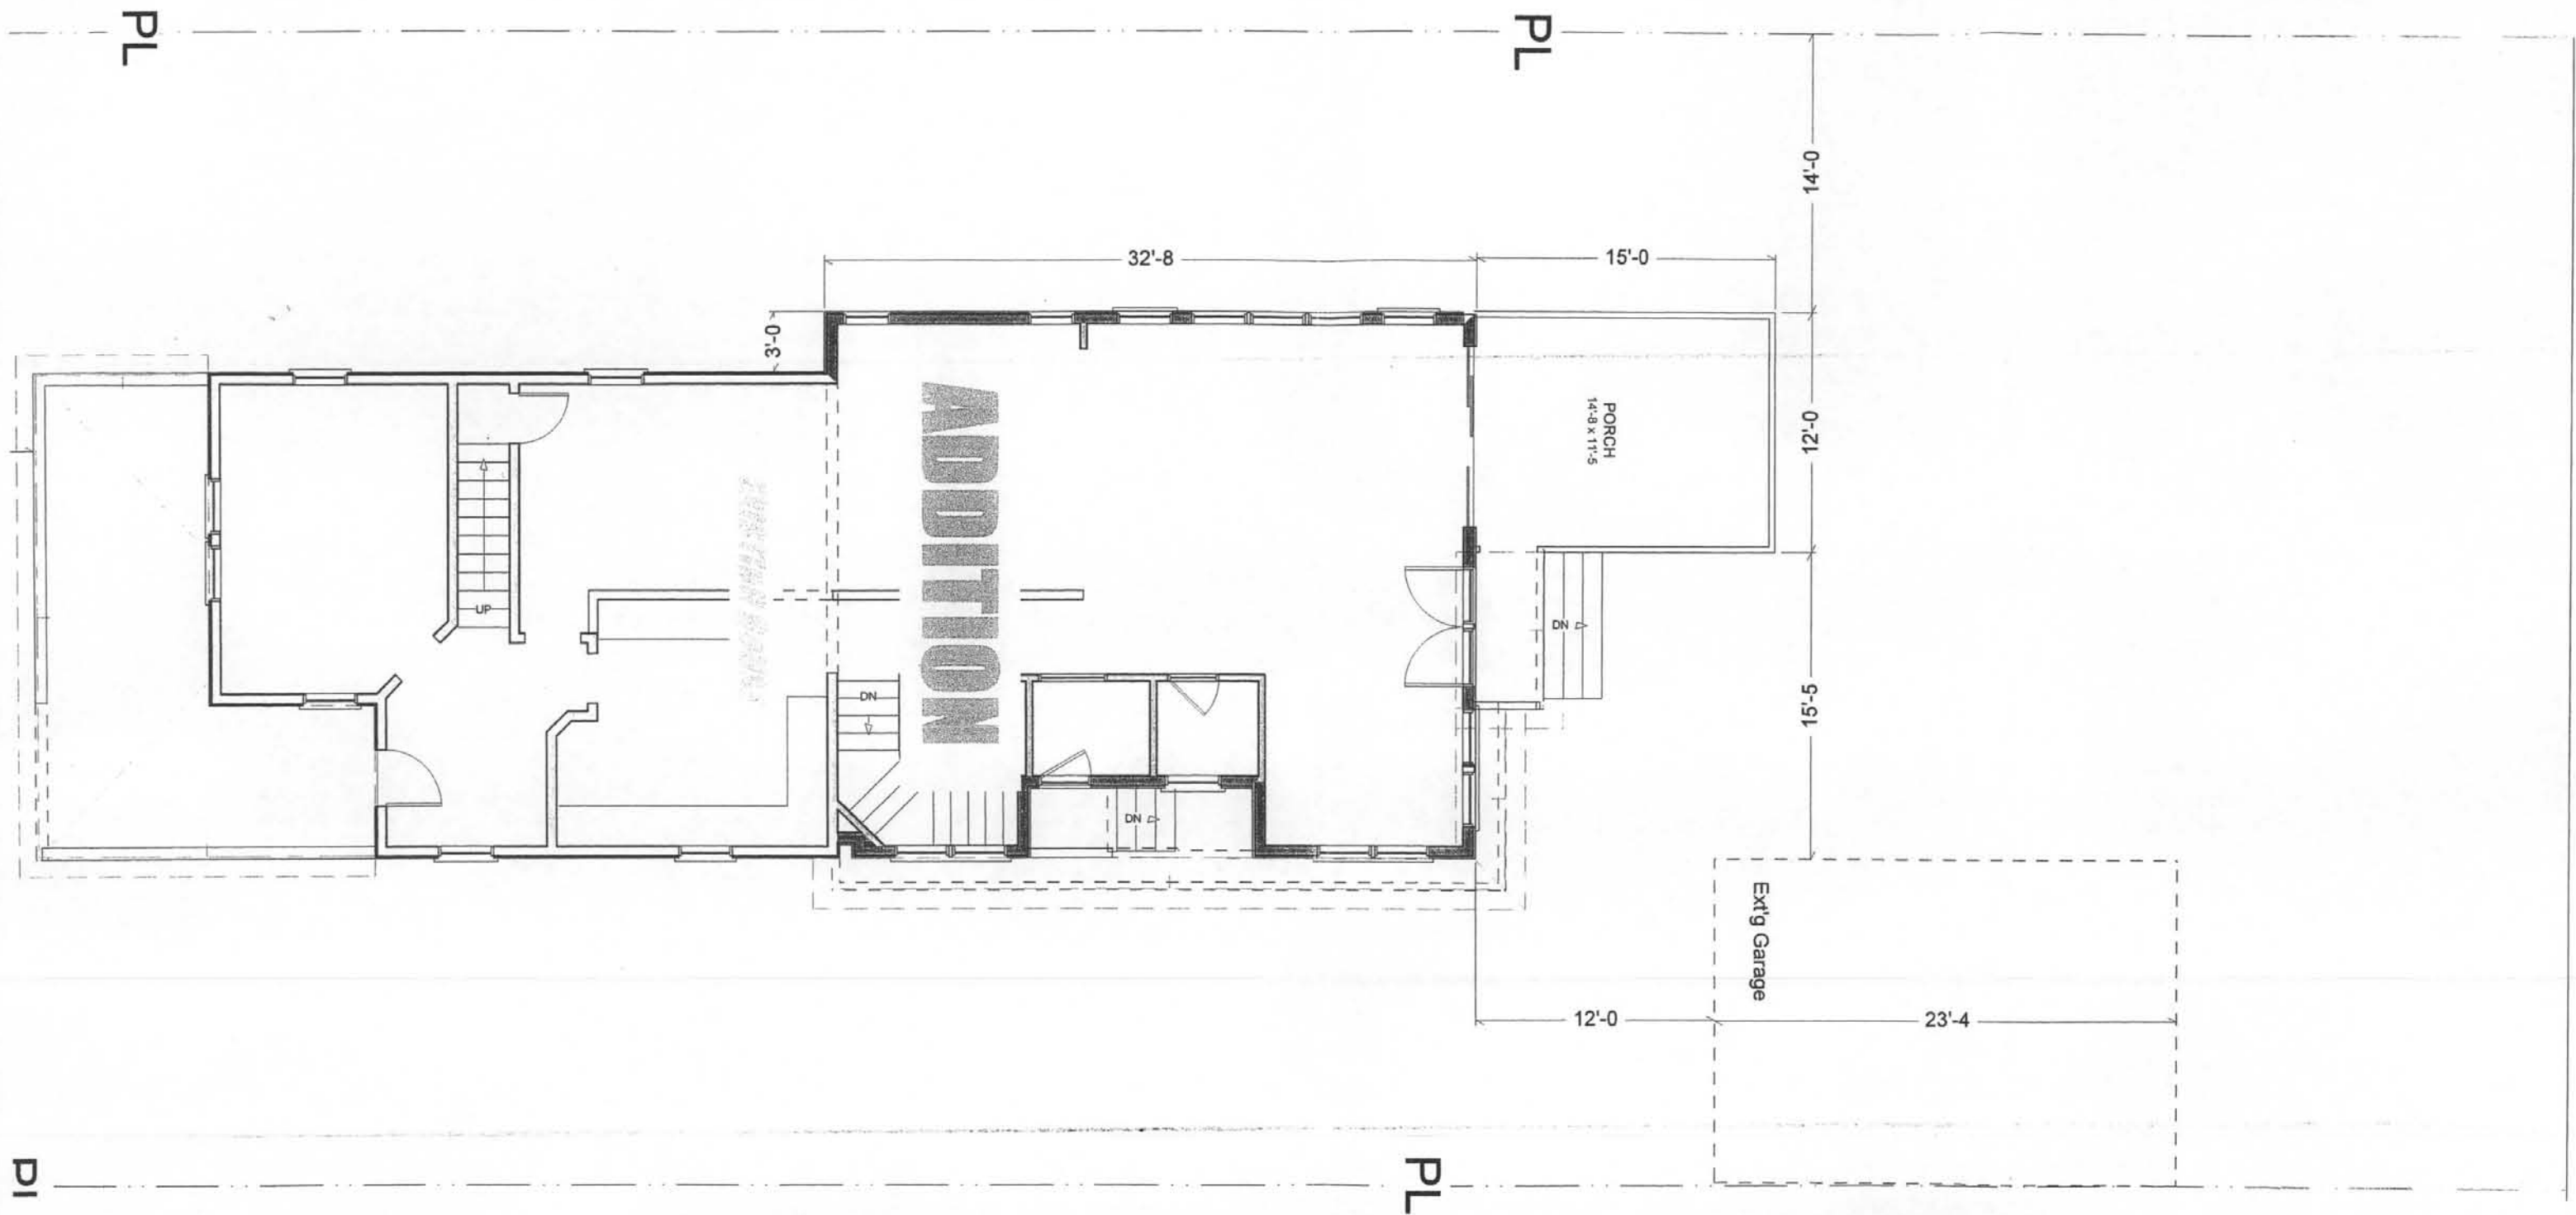 PL
PL
14'-0
32'-8
15'-0
3'-0
PORCH
14'-8 x 11'-5
12'-0
ADDITION
UP
DN
DN
15'-5
DN
Ext'g Garage
12'-0
23'-4
PL